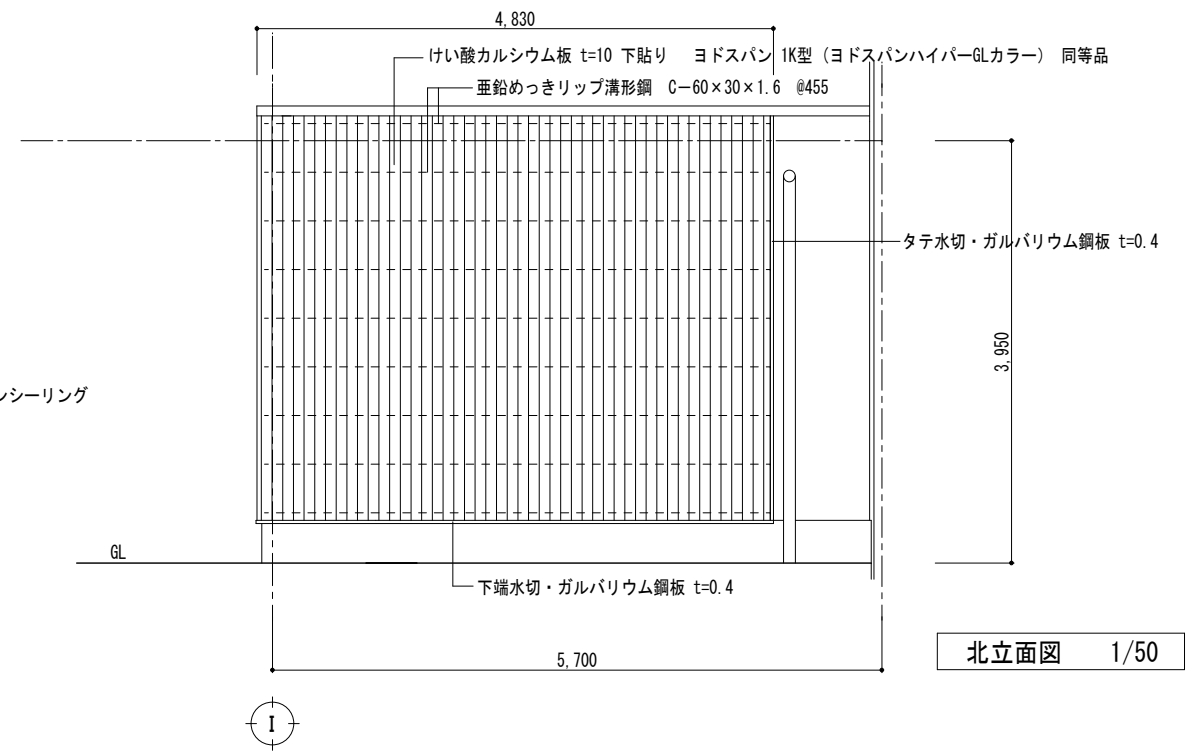 4,830
けい酸カルシウム板 t=10 下貼り　ヨドスパン 1K型（ヨドスパンハイパーGLカラー） 同等品
亜鉛めっきリップ溝形鋼 C-60×30×1.6 @455
タテ水切・ガルバリウム鋼板 t=0.4
3,950
ンシーリング
GL
下端水切・ガルバリウム鋼板 t=0.4
5,700
北立面図 1/50
I